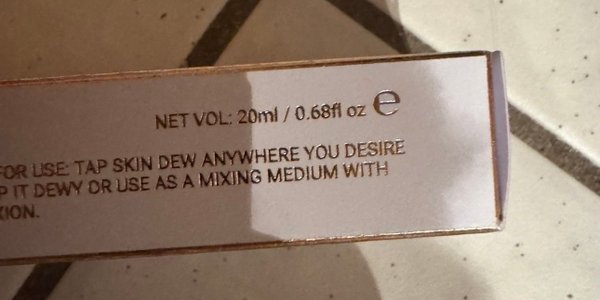 NET VOL: 20ml / 0.68fl oz ℮
FOR USE: TAP SKIN DEW ANYWHERE YOU DESIRE
P IT DEWY OR USE AS A MIXING MEDIUM WITH
XION.